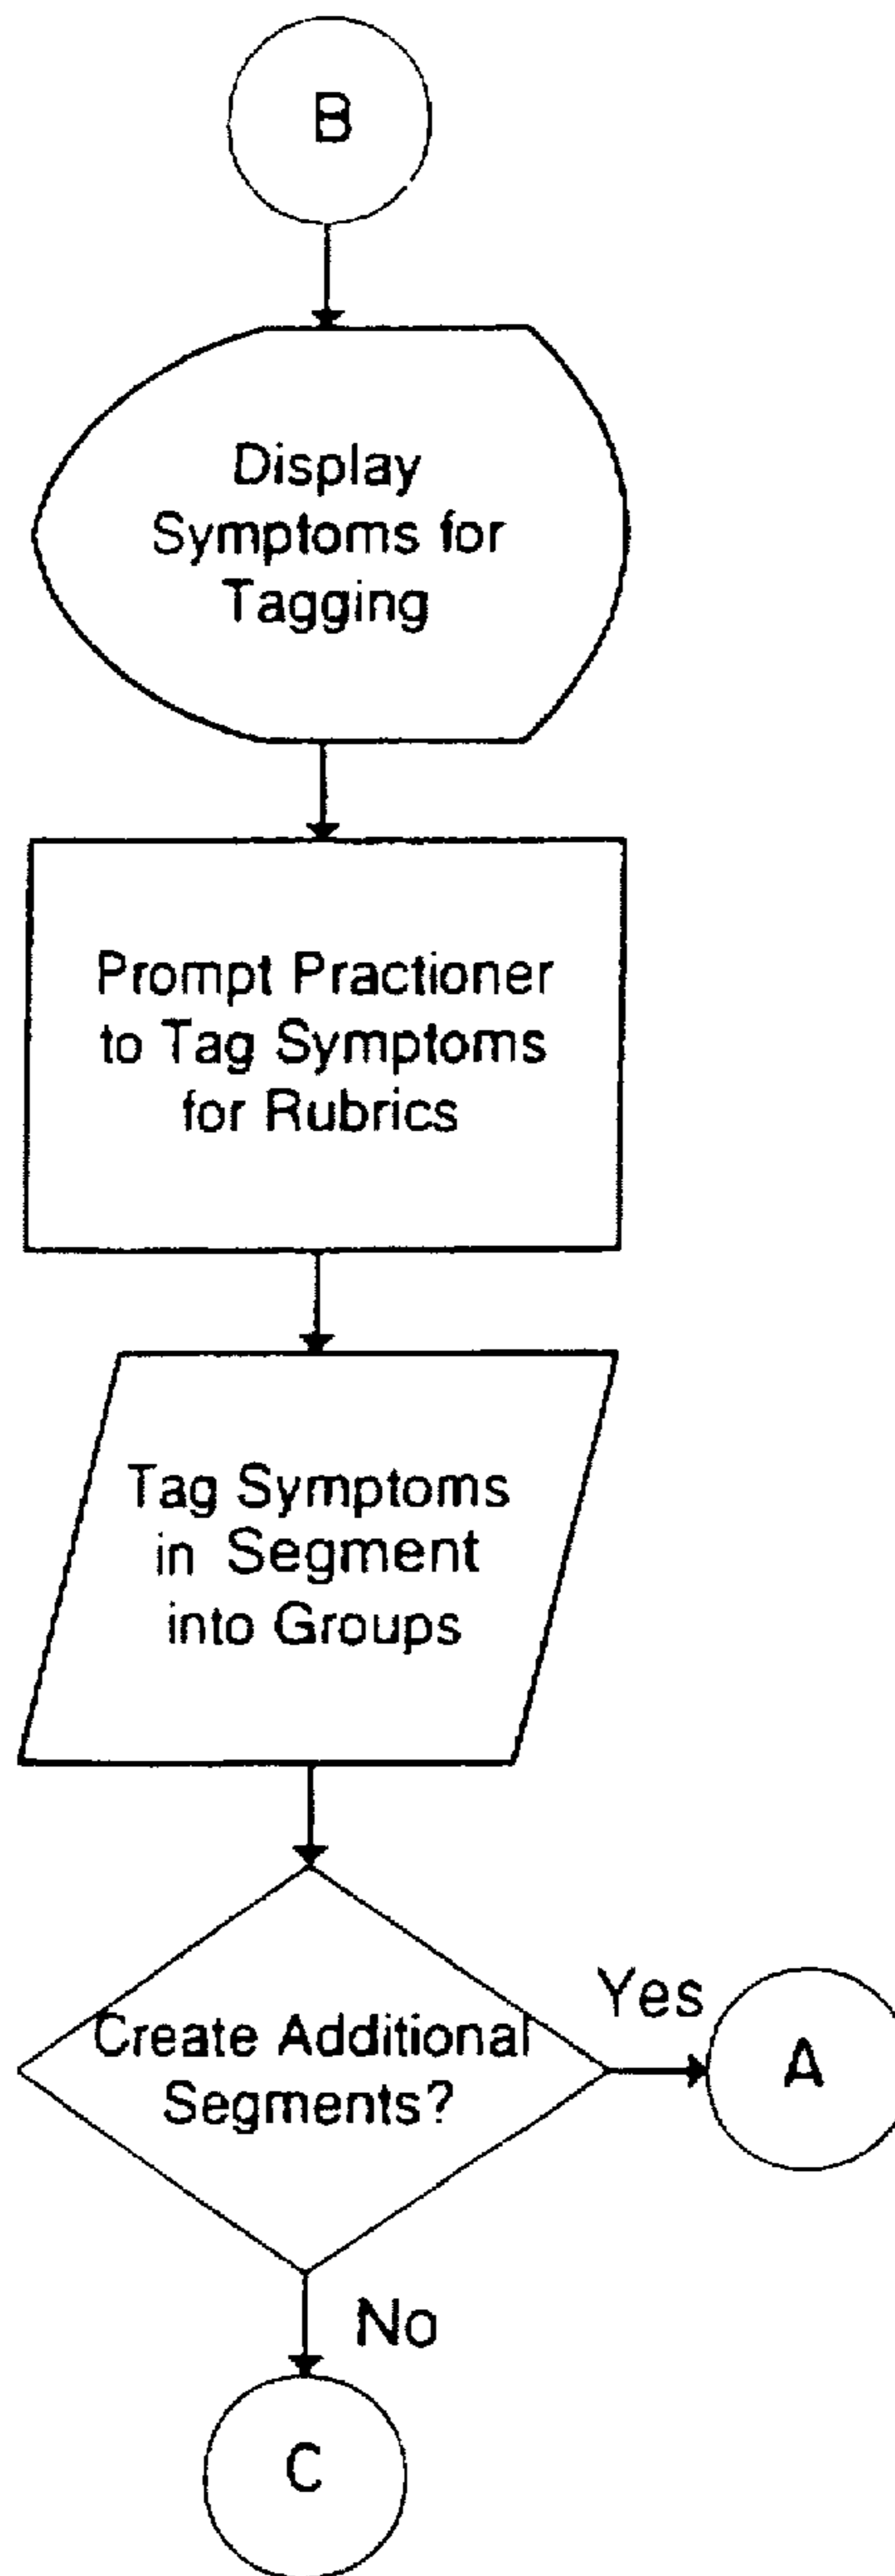 B
Display
Symptoms for
Tagging
Prompt Practioner
to Tag Symptoms
for Rubrics
Tag Symptoms
in Segment
into Groups
Create Additional
Segments?
Yes
A
No
C